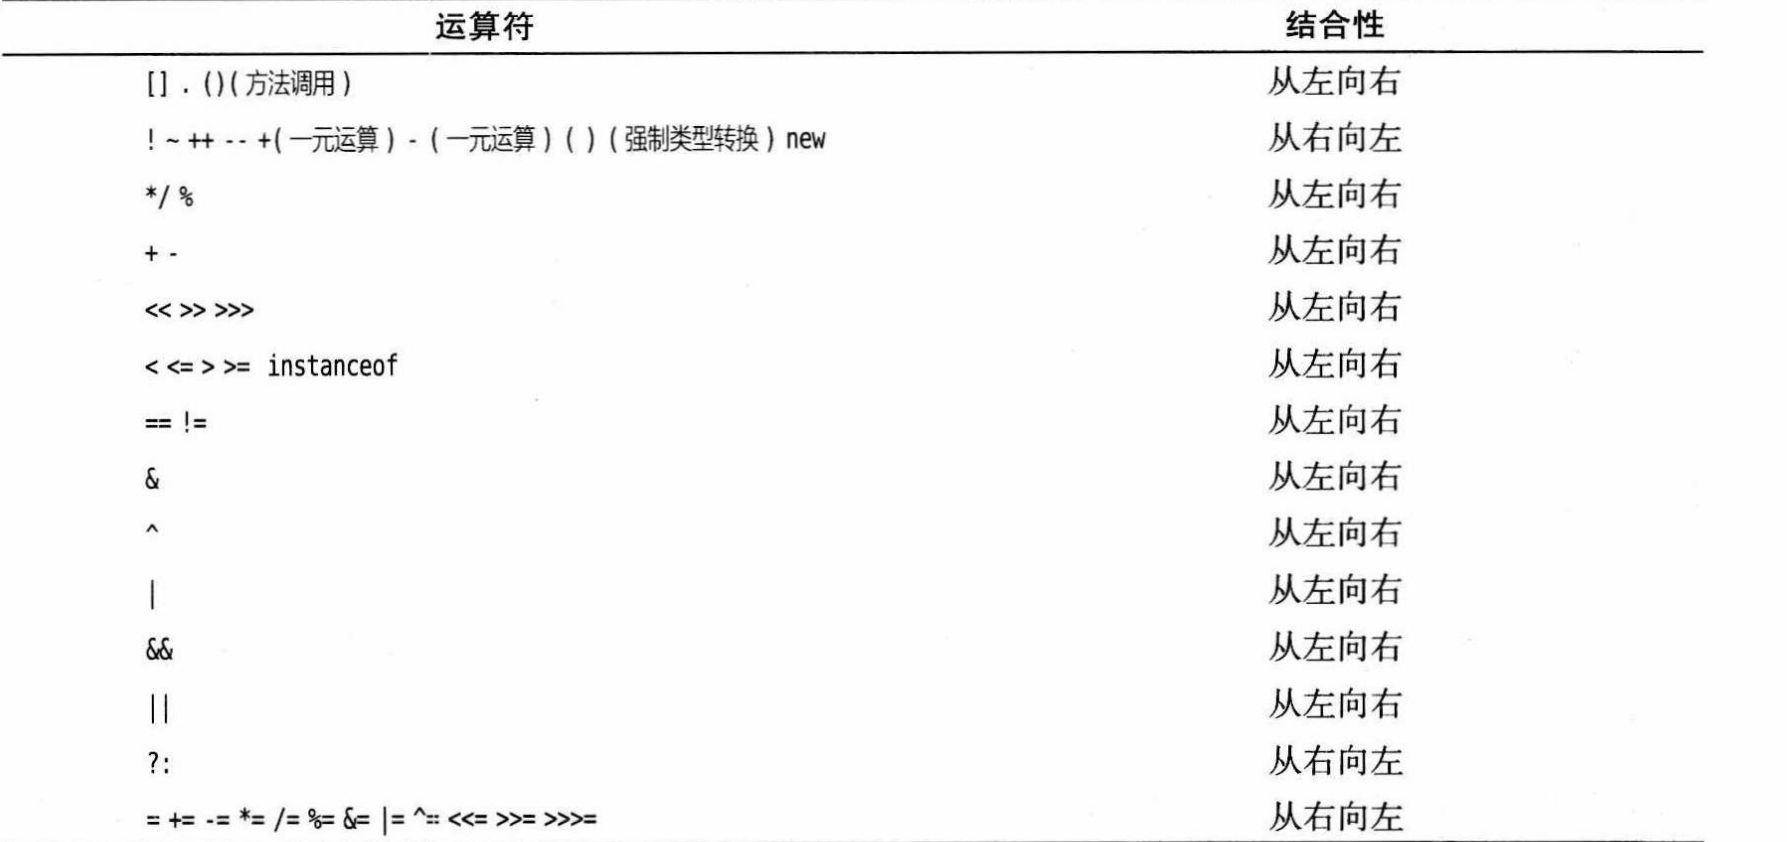 运算符 结合性
[] . ()(方法调用) 从左向右
! ~ ++ -- +(一元运算) - (一元运算) ( ) (强制类型转换) new 从右向左
*/ % 从左向右
+ - 从左向右
<< >> >>> 从左向右
< <= > >= instanceof 从左向右
== != 从左向右
& 从左向右
^ 从左向右
| 从左向右
&& 从左向右
|| 从左向右
?: 从右向左
= += -= *= /= %= &= |= ^= <<= >>= >>>= 从右向左